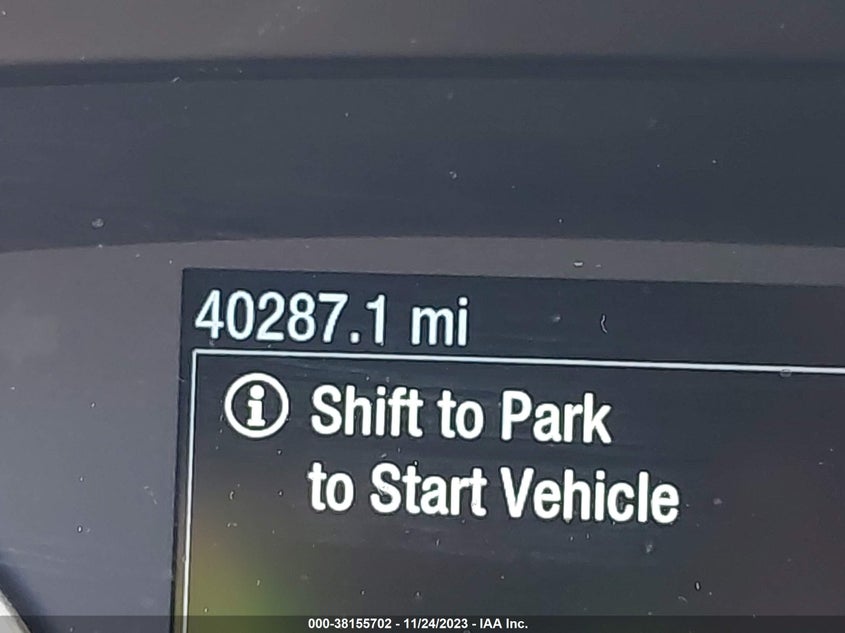 40287.1 mi
i Shift to Park
to Start Vehicle
000-38155702 - 11/24/2023 - IAA Inc.